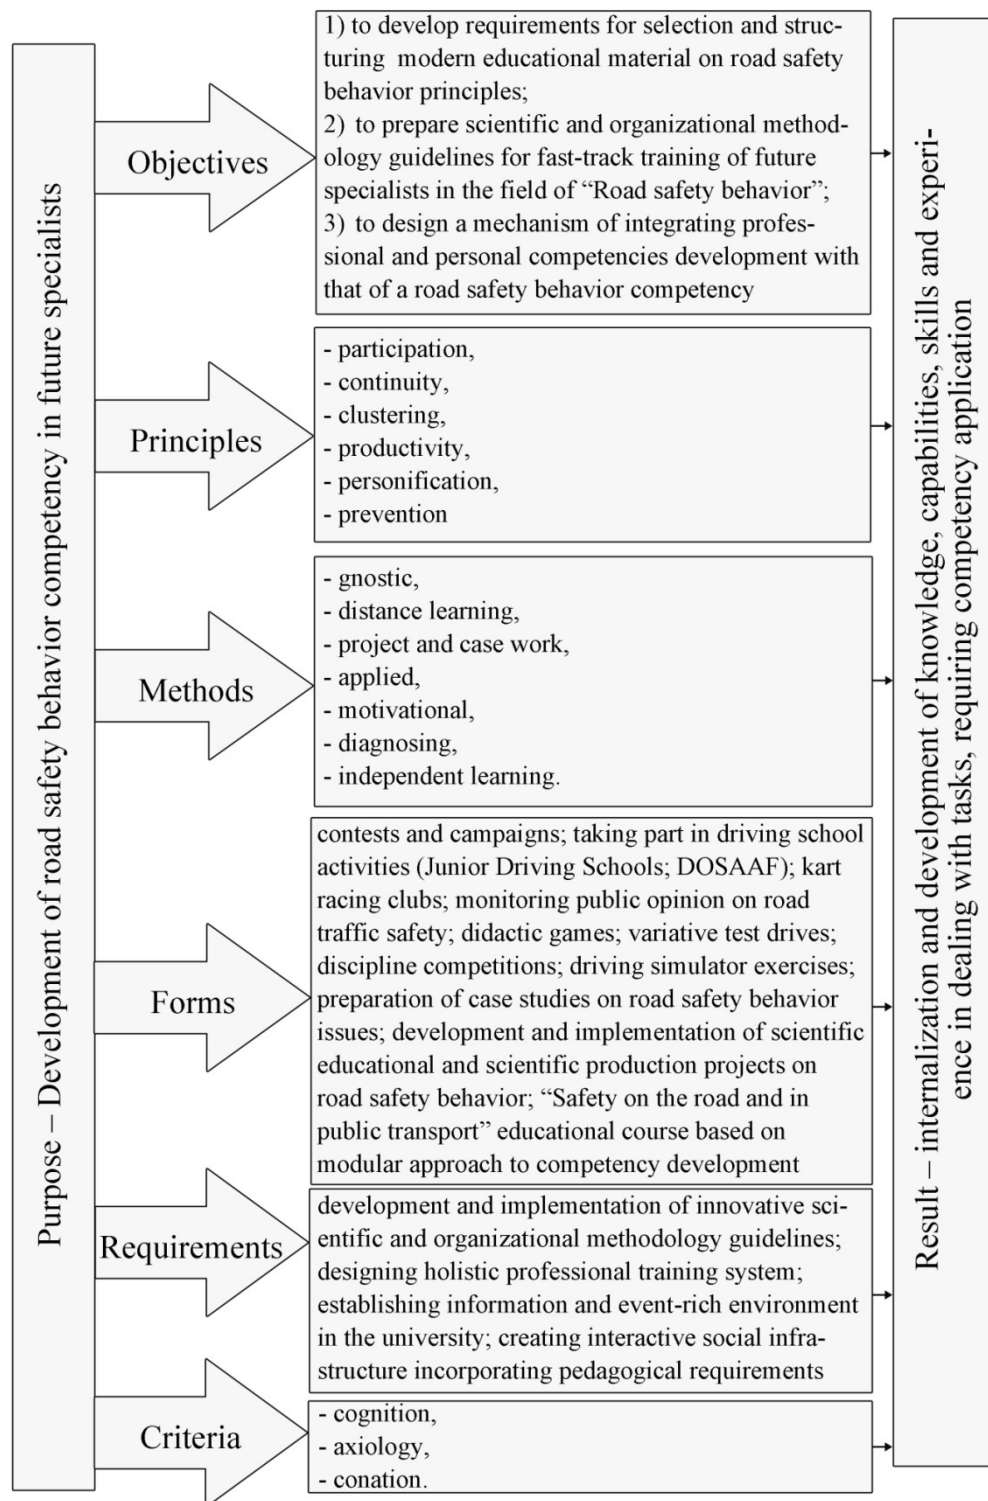 Purpose – Development of road safety behavior competency in future specialists
Objectives
1) to develop requirements for selection and struc-
turing modern educational material on road safety
behavior principles;
2) to prepare scientific and organizational method-
ology guidelines for fast-track training of future
specialists in the field of “Road safety behavior”;
3) to design a mechanism of integrating profes-
sional and personal competencies development with
that of a road safety behavior competency
Principles
- participation,
- continuity,
- clustering,
- productivity,
- personification,
- prevention
Methods
- gnostic,
- distance learning,
- project and case work,
- applied,
- motivational,
- diagnosing,
- independent learning.
Forms
contests and campaigns; taking part in driving school
activities (Junior Driving Schools; DOSAAF); kart
racing clubs; monitoring public opinion on road
traffic safety; didactic games; variative test drives;
discipline competitions; driving simulator exercises;
preparation of case studies on road safety behavior
issues; development and implementation of scientific
educational and scientific production projects on
road safety behavior; “Safety on the road and in
public transport” educational course based on
modular approach to competency development
Requirements
development and implementation of innovative sci-
entific and organizational methodology guidelines;
designing holistic professional training system;
establishing information and event-rich environment
in the university; creating interactive social infra-
structure incorporating pedagogical requirements
Criteria
- cognition,
- axiology,
- conation.
Result – internalization and development of knowledge, capabilities, skills and experi-
ence in dealing with tasks, requiring competency application